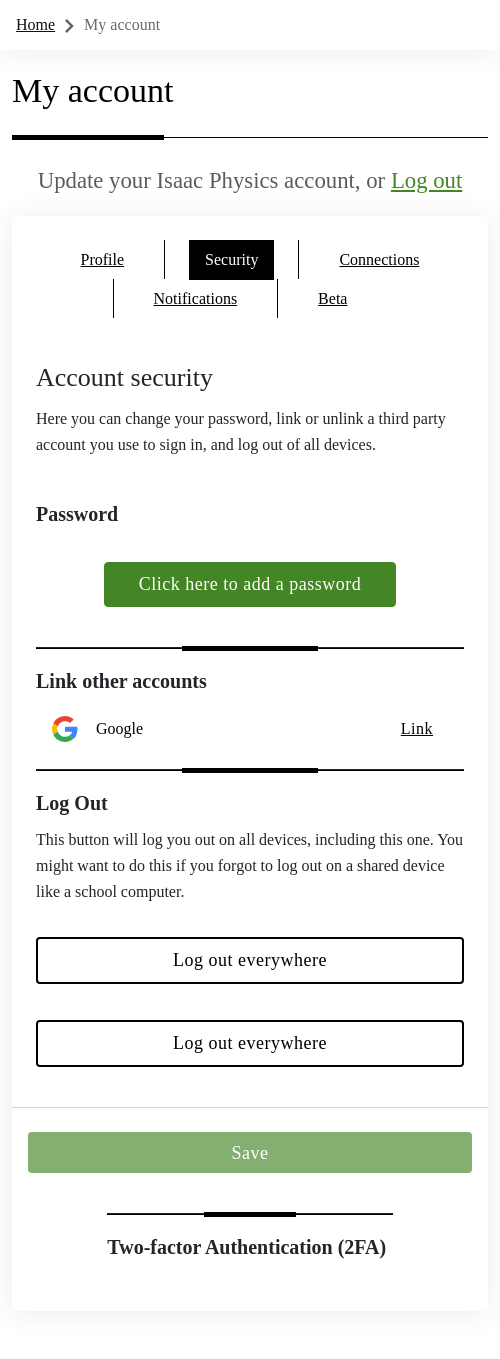 Home > My account
My account
Update your Isaac Physics account, or Log out
Profile Security Connections
Notifications Beta
Account security
Here you can change your password, link or unlink a third party
account you use to sign in, and log out of all devices.
Password
Click here to add a password
Link other accounts
Google Link
Log Out
This button will log you out on all devices, including this one. You
might want to do this if you forgot to log out on a shared device
like a school computer.
Log out everywhere
Log out everywhere
Save
Two-factor Authentication (2FA)